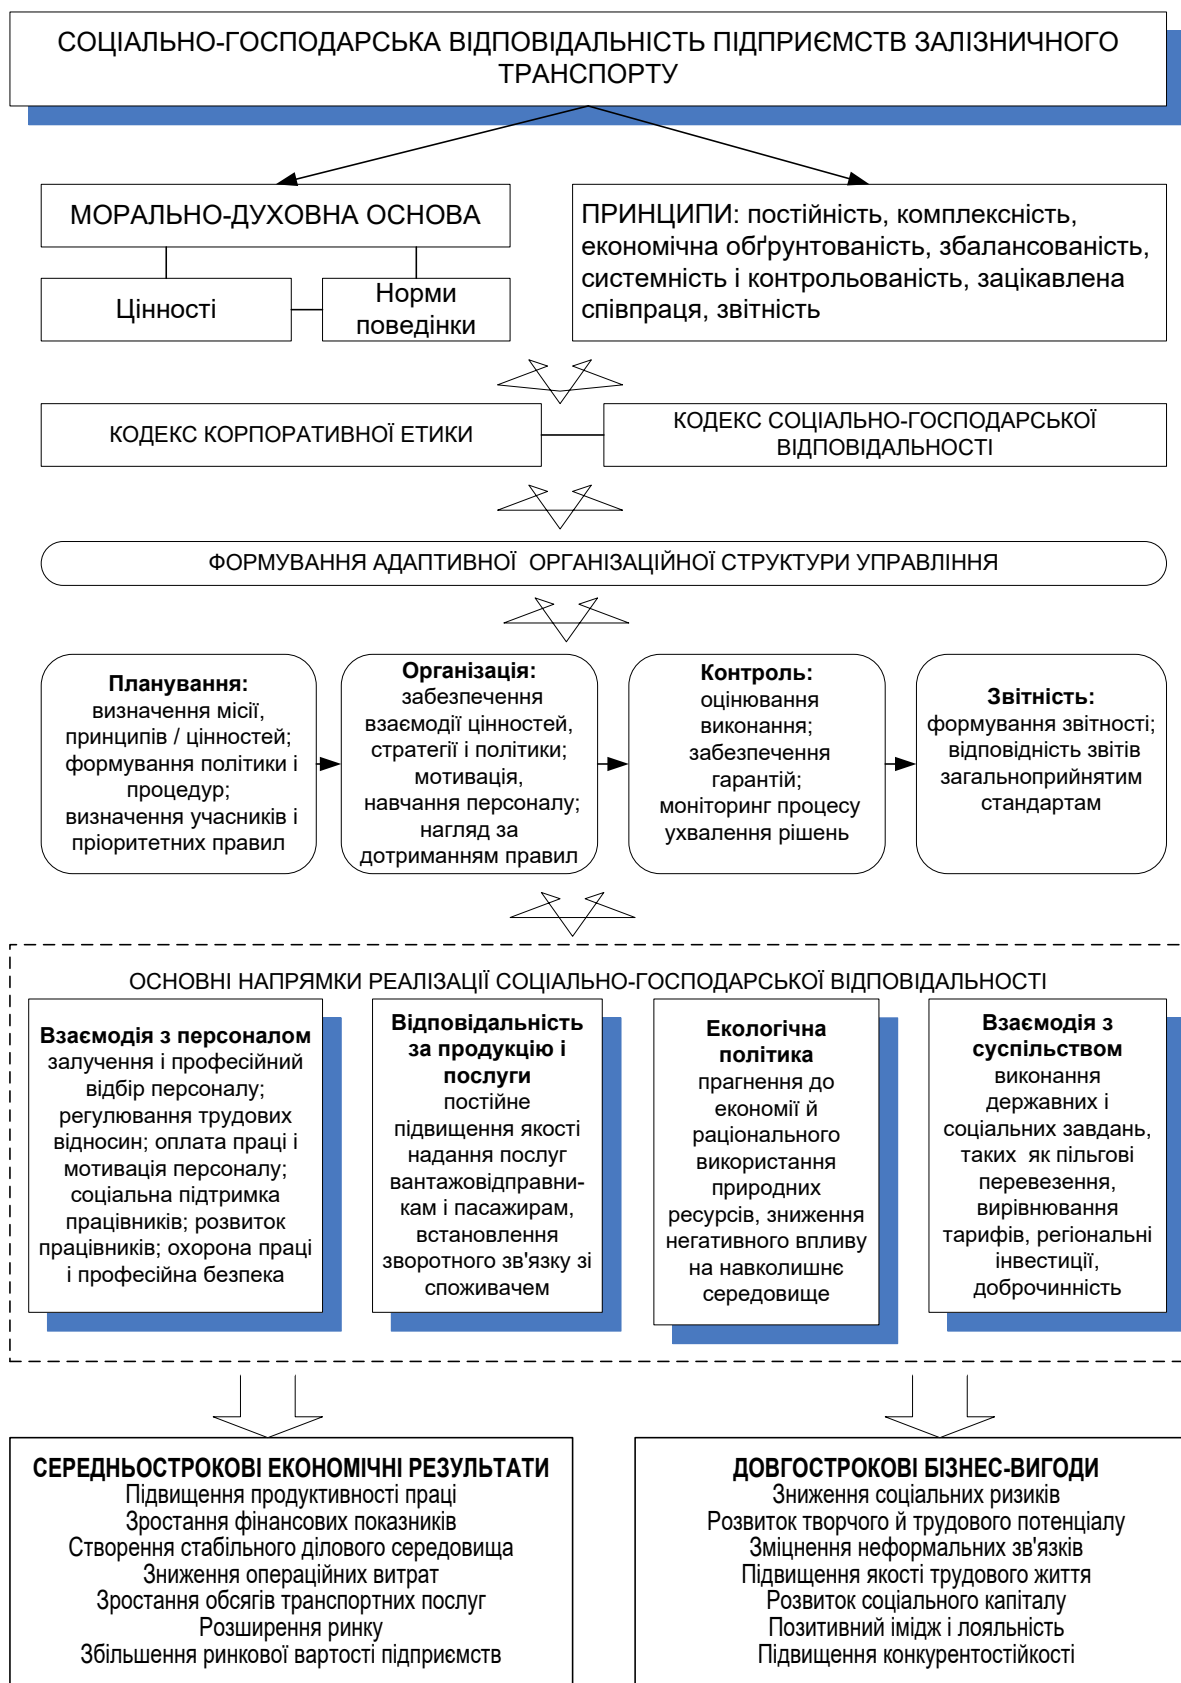 СОЦІАЛЬНО-ГОСПОДАРСЬКА ВІДПОВІДАЛЬНІСТЬ ПІДПРИЄМСТВ ЗАЛІЗНИЧНОГО
ТРАНСПОРТУ
МОРАЛЬНО-ДУХОВНА ОСНОВА
Цінності
Норми
поведінки
ПРИНЦИПИ: постійність, комплексність,
економічна обґрунтованість, збалансованість,
системність і контрольованість, зацікавлена
співпраця, звітність
КОДЕКС КОРПОРАТИВНОЇ ЕТИКИ
КОДЕКС СОЦІАЛЬНО-ГОСПОДАРСЬКОЇ
ВІДПОВІДАЛЬНОСТІ
ФОРМУВАННЯ АДАПТИВНОЇ ОРГАНІЗАЦІЙНОЇ СТРУКТУРИ УПРАВЛІННЯ
Планування:
визначення місії,
принципів / цінностей;
формування політики і
процедур;
визначення учасників і
пріоритетних правил
Організація:
забезпечення
взаємодії цінностей,
стратегії і політики;
мотивація,
навчання персоналу;
нагляд за
дотриманням правил
Контроль:
оцінювання
виконання;
забезпечення
гарантій;
моніторинг процесу
ухвалення рішень
Звітність:
формування звітності;
відповідність звітів
загальноприйнятим
стандартам
ОСНОВНІ НАПРЯМКИ РЕАЛІЗАЦІЇ СОЦІАЛЬНО-ГОСПОДАРСЬКОЇ ВІДПОВІДАЛЬНОСТІ
Взаємодія з персоналом
залучення і професійний
відбір персоналу;
регулювання трудових
відносин; оплата праці і
мотивація персоналу;
соціальна підтримка
працівників; розвиток
працівників; охорона праці
і професійна безпека
Відповідальність
за продукцію і
послуги
постійне
підвищення якості
надання послуг
вантажовідправни-
кам і пасажирам,
встановлення
зворотного зв'язку зі
споживачем
Екологічна
політика
прагнення до
економії й
раціонального
використання
природних
ресурсів, зниження
негативного впливу
на навколишнє
середовище
Взаємодія з
суспільством
виконання
державних і
соціальних завдань,
таких як пільгові
перевезення,
вирівнювання
тарифів, регіональні
інвестиції,
доброчинність
СЕРЕДНЬОСТРОКОВІ ЕКОНОМІЧНІ РЕЗУЛЬТАТИ
Підвищення продуктивності праці
Зростання фінансових показників
Створення стабільного ділового середовища
Зниження операційних витрат
Зростання обсягів транспортних послуг
Розширення ринку
Збільшення ринкової вартості підприємств
ДОВГОСТРОКОВІ БІЗНЕС-ВИГОДИ
Зниження соціальних ризиків
Розвиток творчого й трудового потенціалу
Зміцнення неформальних зв'язків
Підвищення якості трудового життя
Розвиток соціального капіталу
Позитивний імідж і лояльність
Підвищення конкурентостійкості